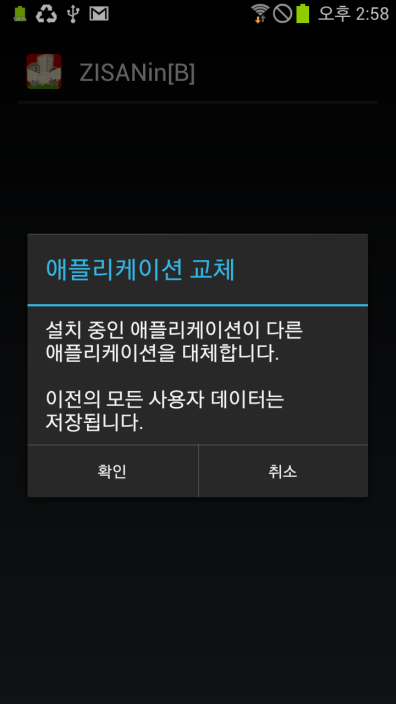 오후 2:58
ZISANin[B]
애플리케이션 교체
설치 중인 애플리케이션이 다른
애플리케이션을 대체합니다.
이전의 모든 사용자 데이터는
저장됩니다.
확인
취소